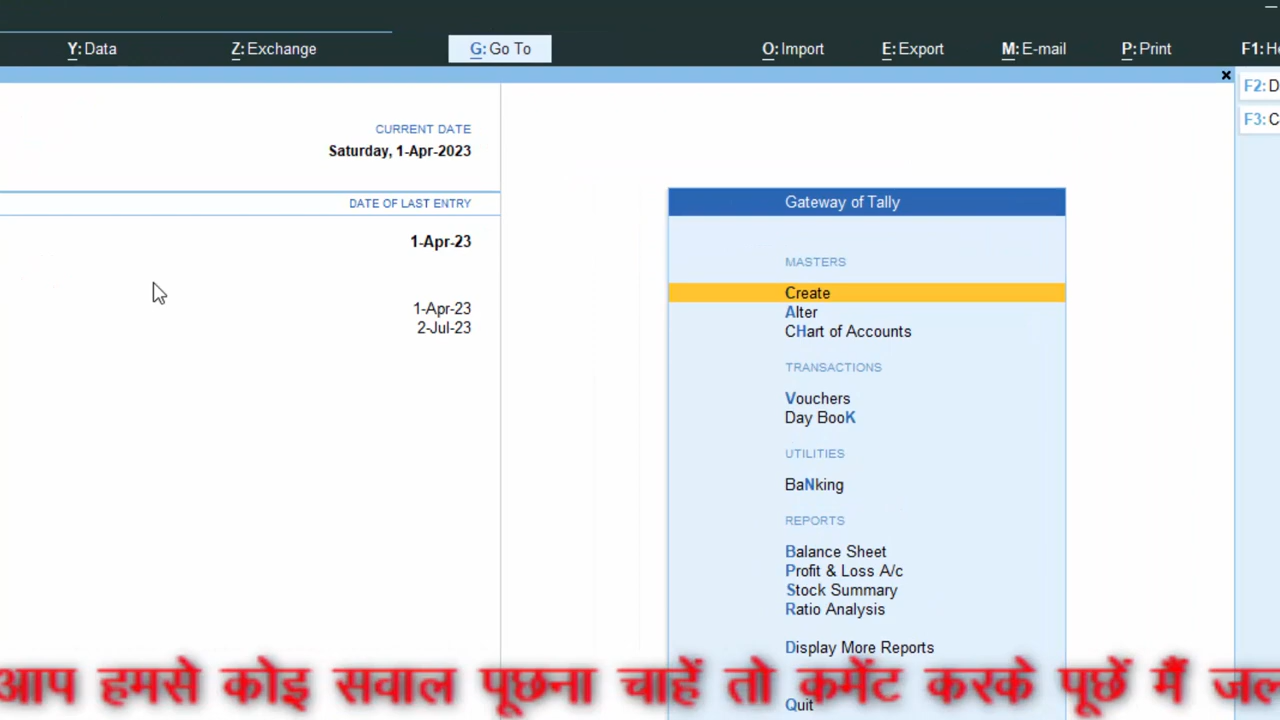 Y: Data Z: Exchange G: Go To O: Import E: Export M: E-mail P: Print F1:
F2:
F3:
CURRENT DATE
Saturday, 1-Apr-2023
DATE OF LAST ENTRY
1-Apr-23
1-Apr-23
2-Jul-23
Gateway of Tally
MASTERS
Create
Alter
CHart of Accounts
TRANSACTIONS
Vouchers
Day BooK
UTILITIES
BaNking
REPORTS
Balance Sheet
Profit & Loss A/c
Stock Summary
Ratio Analysis
Display More Reports
Quit
आप हमसे कोइ सवाल पूछना चाहें तो कमेंट करके पूछें मैं